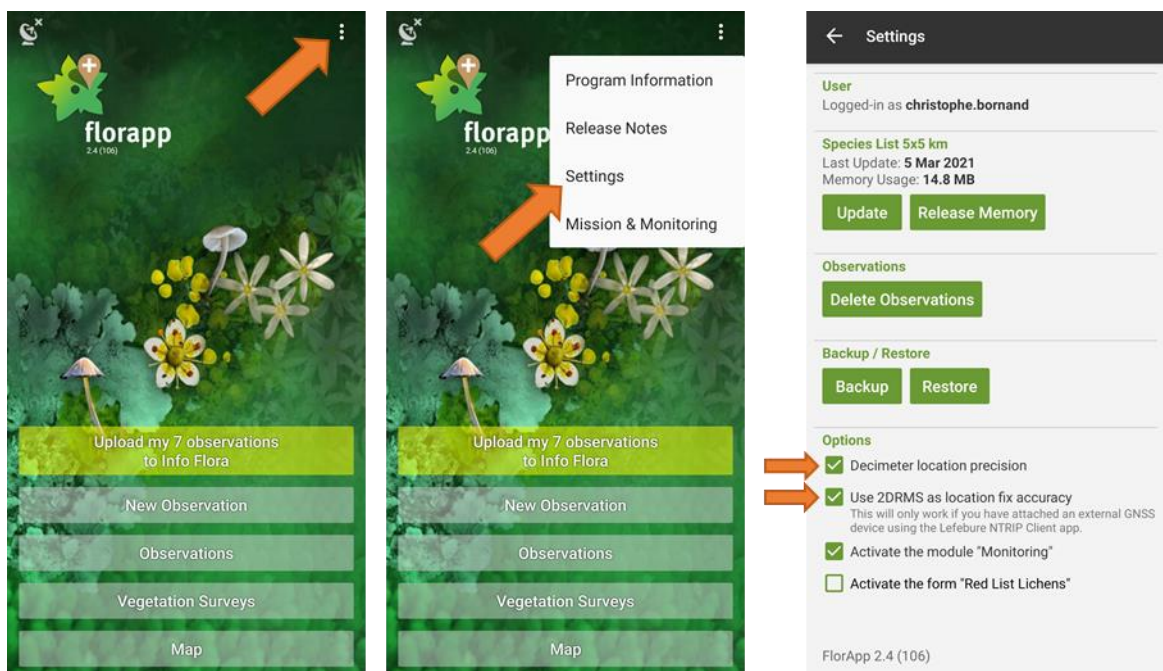 florapp
2.4 (106)
Upload my 7 observations
to Info Flora
New Observation
Observations
Vegetation Surveys
Map
florapp
2.4 (106)
Program Information
Release Notes
Settings
Mission & Monitoring
Upload my 7 observations
to Info Flora
New Observation
Observations
Vegetation Surveys
Map
Settings
User
Logged-in as christophe.bornand
Species List 5x5 km
Last Update: 5 Mar 2021
Memory Usage: 14.8 MB
Update
Release Memory
Observations
Delete Observations
Backup / Restore
Backup
Restore
Options
Decimeter location precision
Use 2DRMS as location fix accuracy
This will only work if you have attached an external GNSS
device using the Lefebure NTRIP Client app.
Activate the module "Monitoring"
Activate the form "Red List Lichens"
FlorApp 2.4 (106)